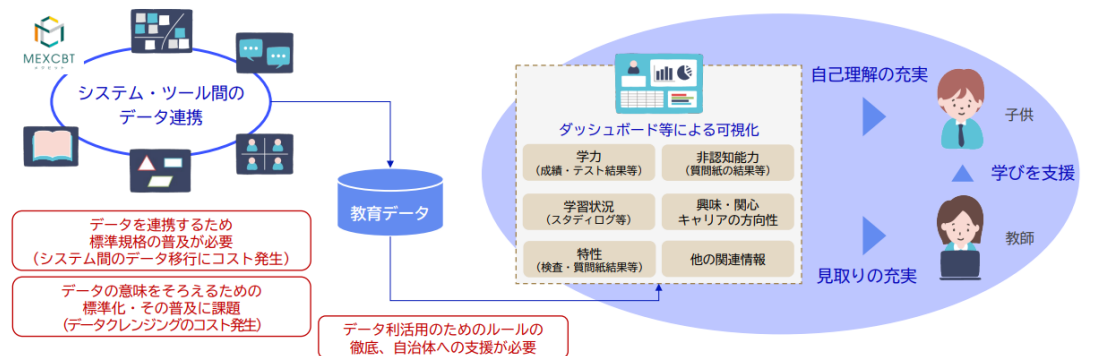 MEXCBT
システム・ツール間の
データ連携
データを連携するため
標準規格の普及が必要
（システム間のデータ移行にコスト発生）
データの意味をそろえるための
標準化・その普及に課題
（データクレンジングのコスト発生）
教育データ
データ利活用のためのルールの
徹底、自治体への支援が必要
ダッシュボード等による可視化
学力
（成績・テスト結果等）
非認知能力
（質問紙の結果等）
学習状況
（スタディログ等）
興味・関心
キャリアの方向性
特性
（検査・質問紙結果等）
他の関連情報
自己理解の充実
子供
学びを支援
教師
見取りの充実